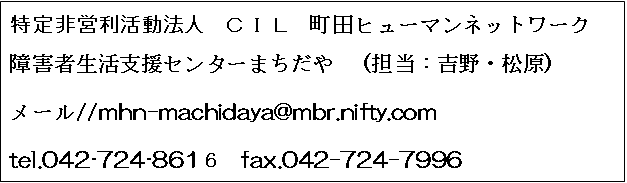 特定非営利活動法人　ＣＩＬ　町田ヒューマンネットワーク
障害者生活支援センターまちだや　（担当：吉野・松原）
メール//mhn-machidaya@mbr.nifty.com
tel.042-724-861６　fax.042-724-7996